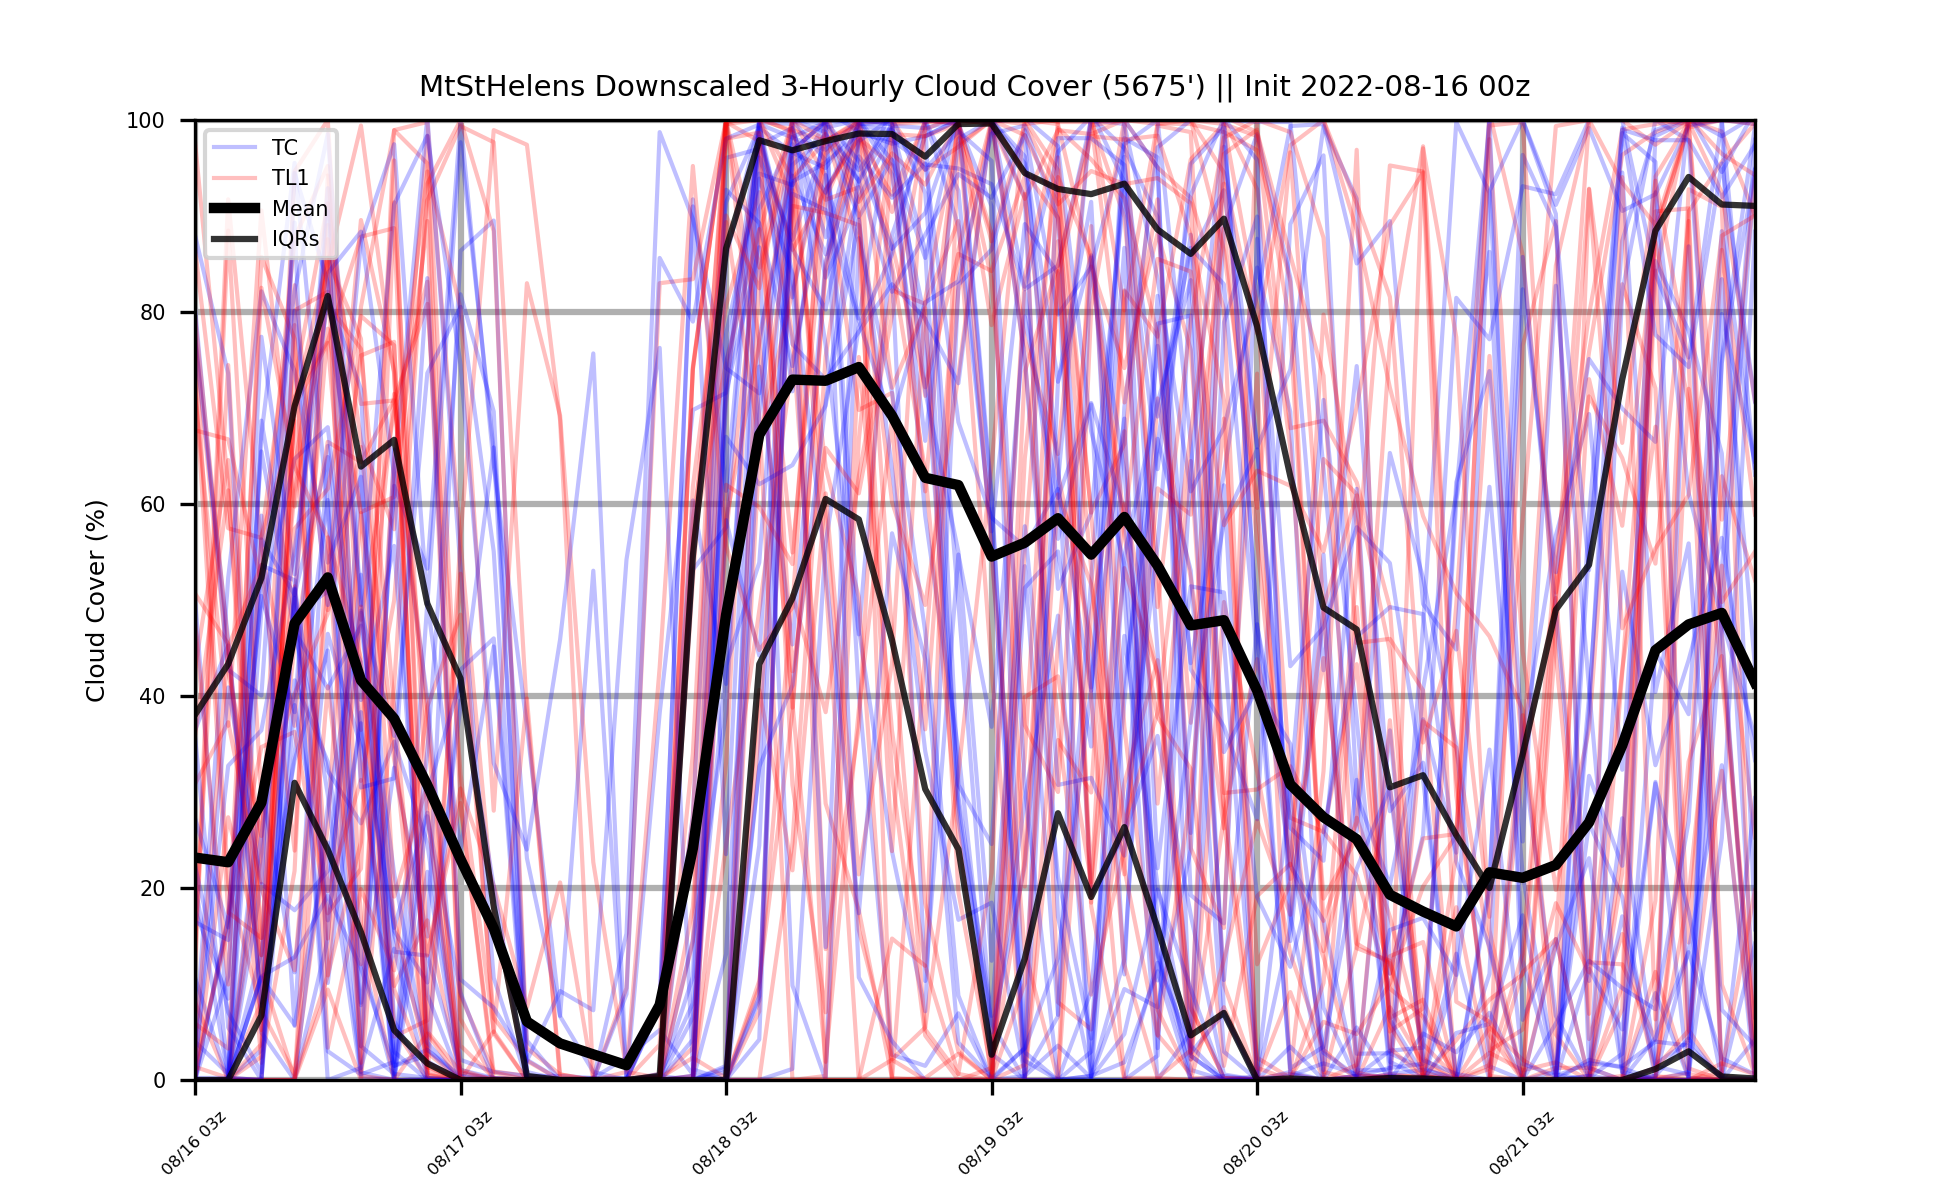 MtStHelens Downscaled 3-Hourly Cloud Cover (5675') || Init 2022-08-16 00z
Cloud Cover (%)
100
80
60
40
20
0
TC
TL1
Mean
IQRs
08/16 03z
08/17 03z
08/18 03z
08/19 03z
08/20 03z
08/21 03z